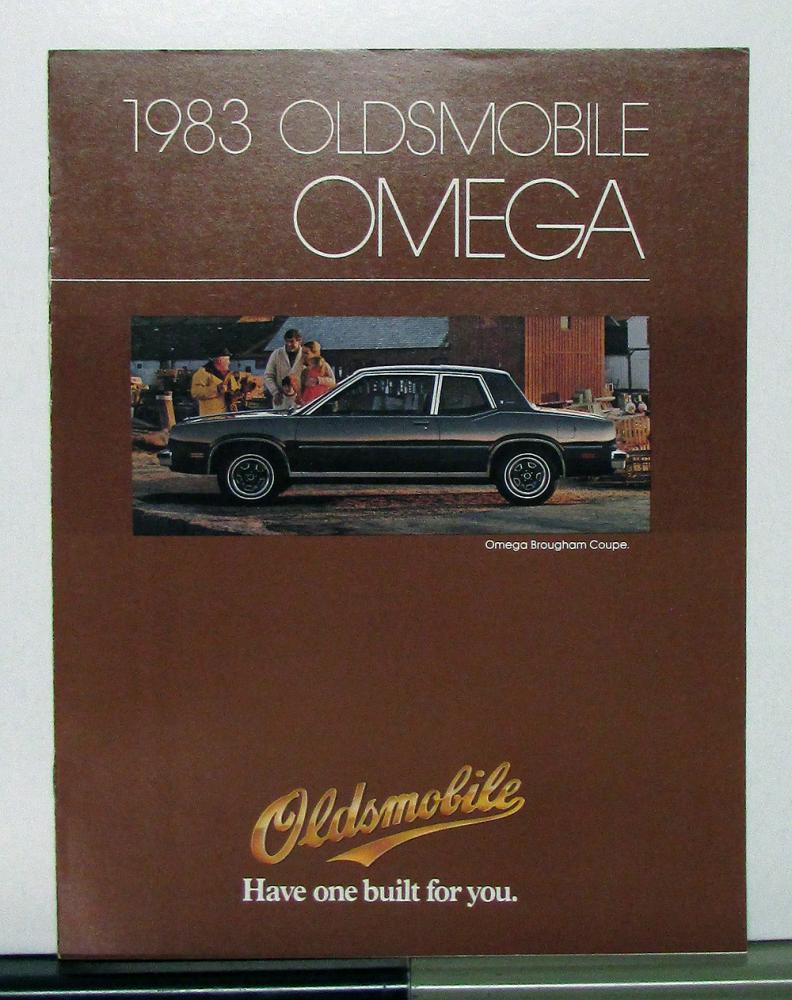 1983 OLDSMOBILE
OMEGA
Omega Brougham Coupe.
Oldsmobile
Have one built for you.